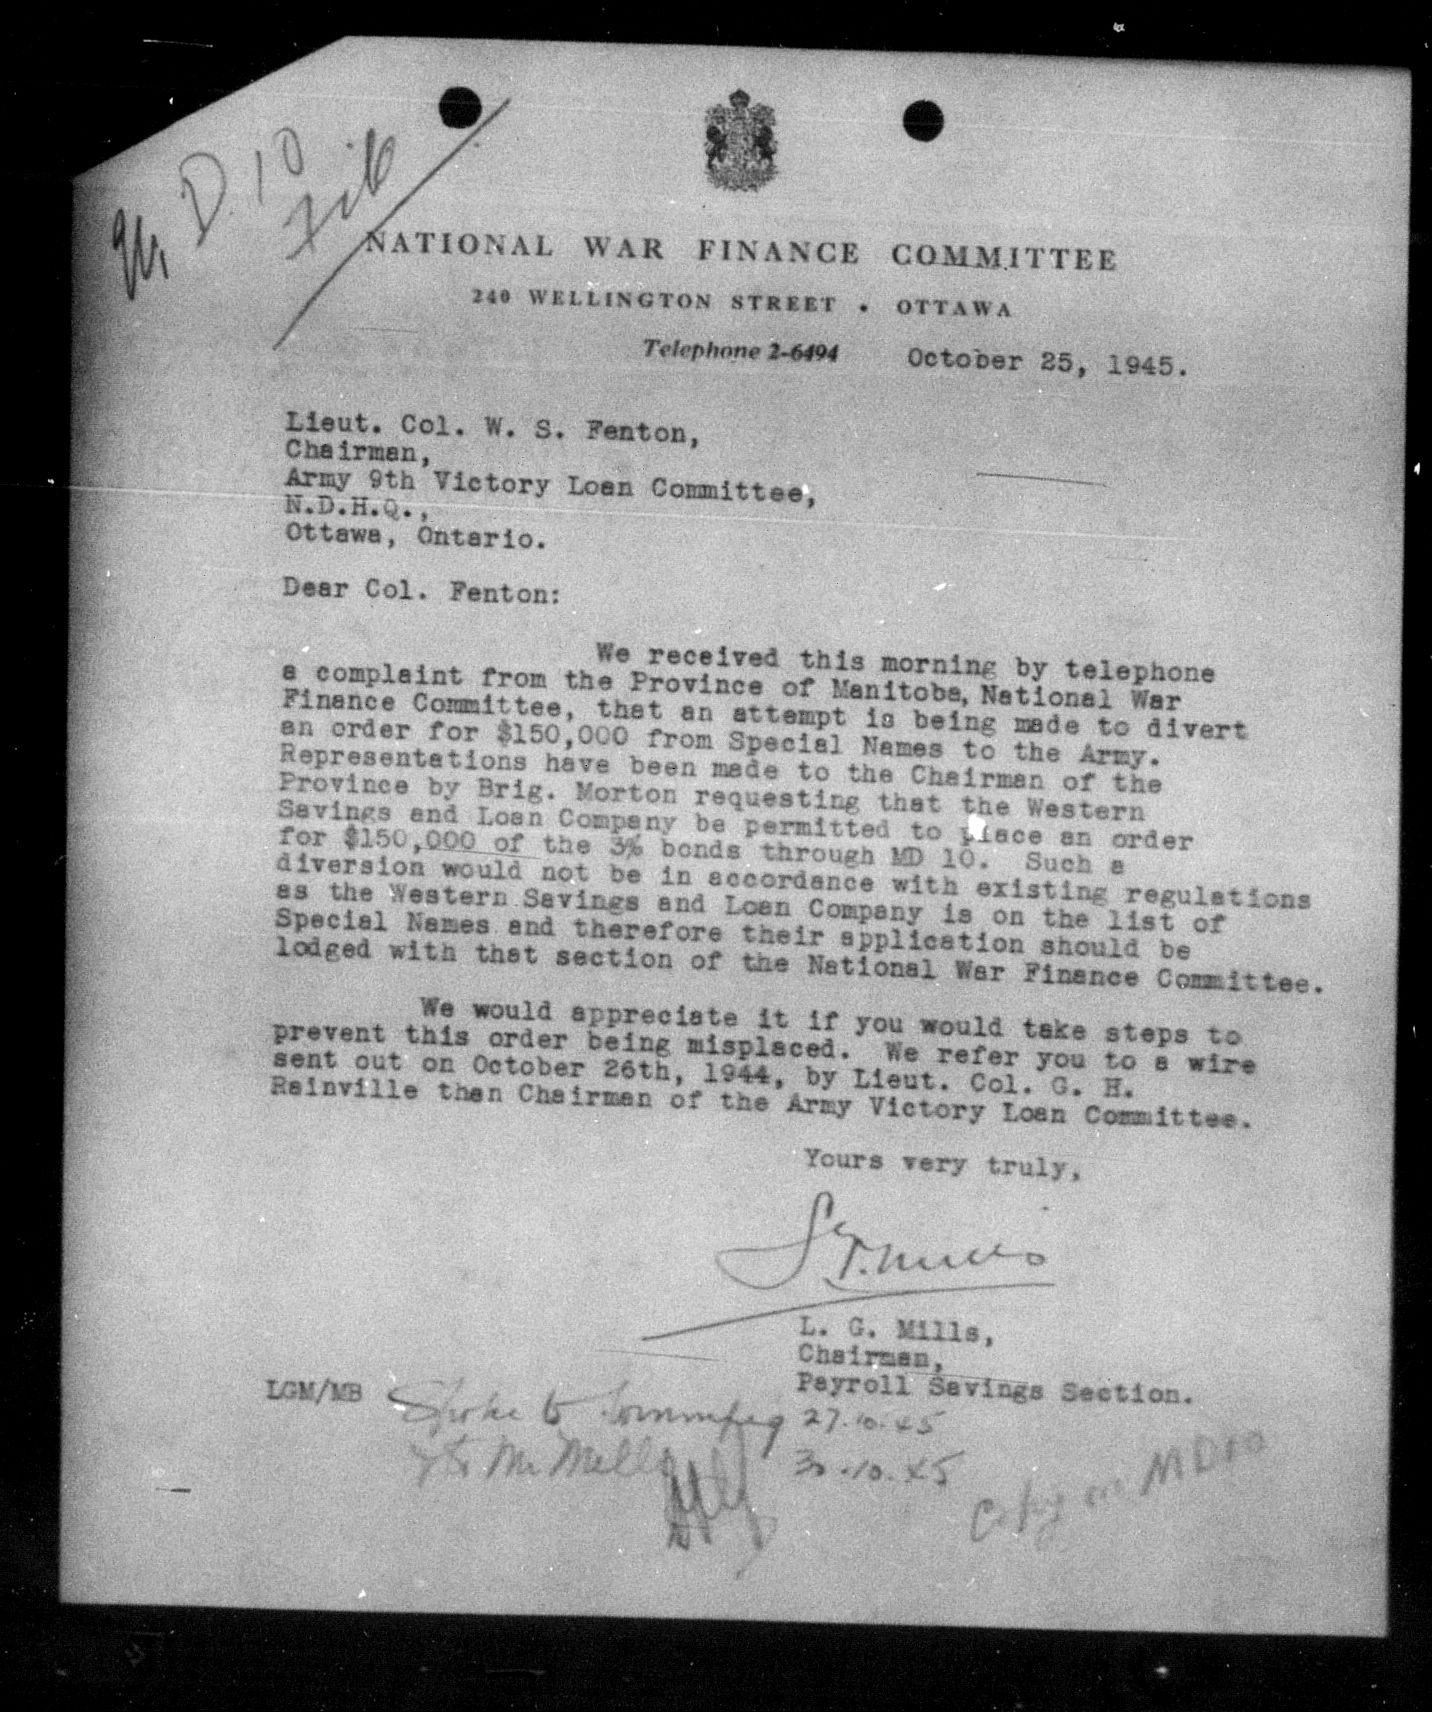 M. D. 10
File
NATIONAL WAR FINANCE COMMITTEE
240 WELLINGTON STREET . OTTAWA
Telephone 2-6494 October 25, 1945.
Lieut. Col. W. S. Fenton,
Chairman,
Army 9th Victory Loan Committee,
N.D.H.Q.,
Ottawa, Ontario.
Dear Col. Fenton:
We received this morning by telephone
a complaint from the Province of Manitoba, National War
Finance Committee, that an attempt is being made to divert
an order for $150,000 from Special Names to the Army.
Representations have been made to the Chairman of the
Province by Brig. Morton requesting that the Western
Savings and Loan Company be permitted to place an order
for $150,000 of the 3% bonds through MD 10. Such a
diversion would not be in accordance with existing regulations
as the Western Savings and Loan Company is on the list of
Special Names and therefore their application should be
lodged with that section of the National War Finance Committee.
We would appreciate it if you would take steps to
prevent this order being misplaced. We refer you to a wire
sent out on October 26th, 1944, by Lieut. Col. G. H.
Rainville then Chairman of the Army Victory Loan Committee.
Yours very truly,
L. G. Mills,
Chairman,
Payroll Savings Section.
LGM/MB
Spoke to Winnipeg 27.10.45
Mr Mills 30.10.45
Copy on MD10